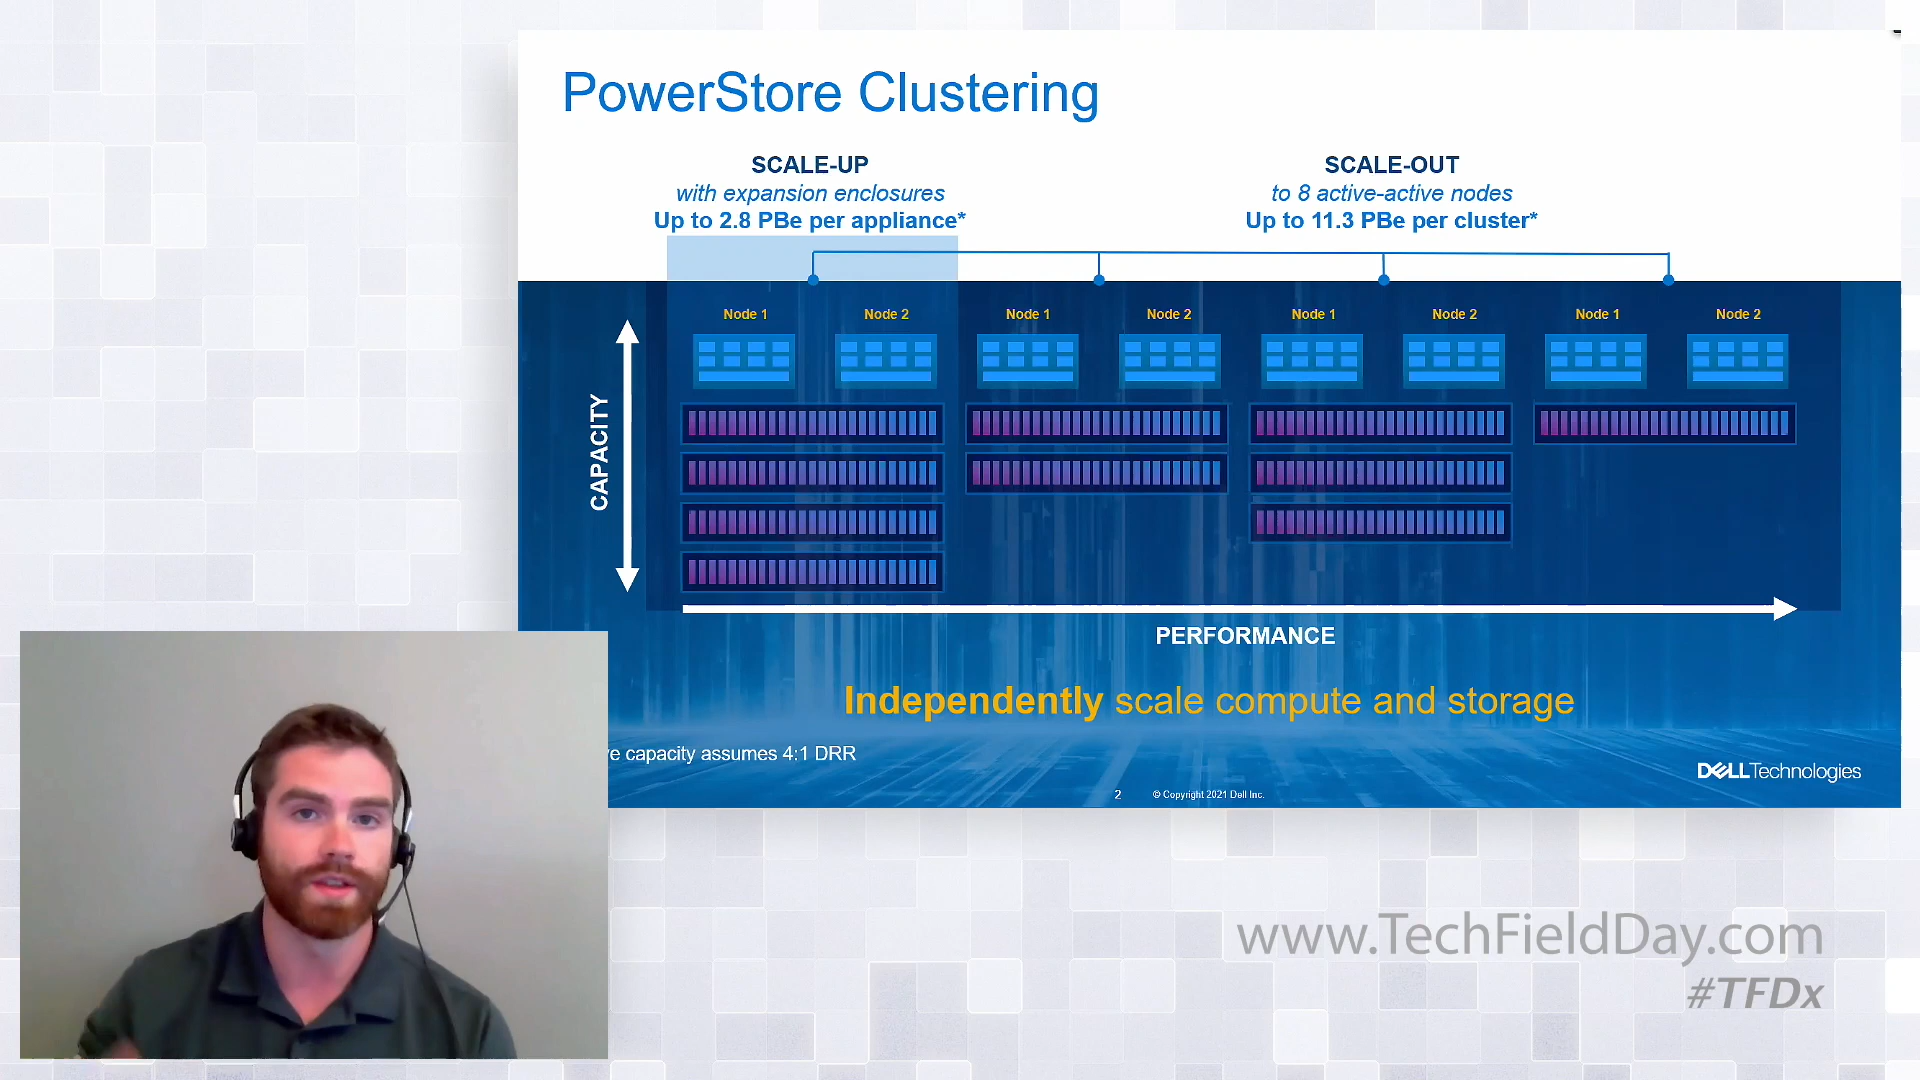 PowerStore Clustering
SCALE-UP
with expansion enclosures
Up to 2.8 PBe per appliance*
SCALE-OUT
to 8 active-active nodes
Up to 11.3 PBe per cluster*
Node 1
Node 2
Node 1
Node 2
Node 1
Node 2
Node 1
Node 2
CAPACITY
PERFORMANCE
Independently scale compute and storage
capacity assumes 4:1 DRR
DELLTechnologies
2
© Copyright 2021 Dell Inc.
www.TechFieldDay.com
#TFDx